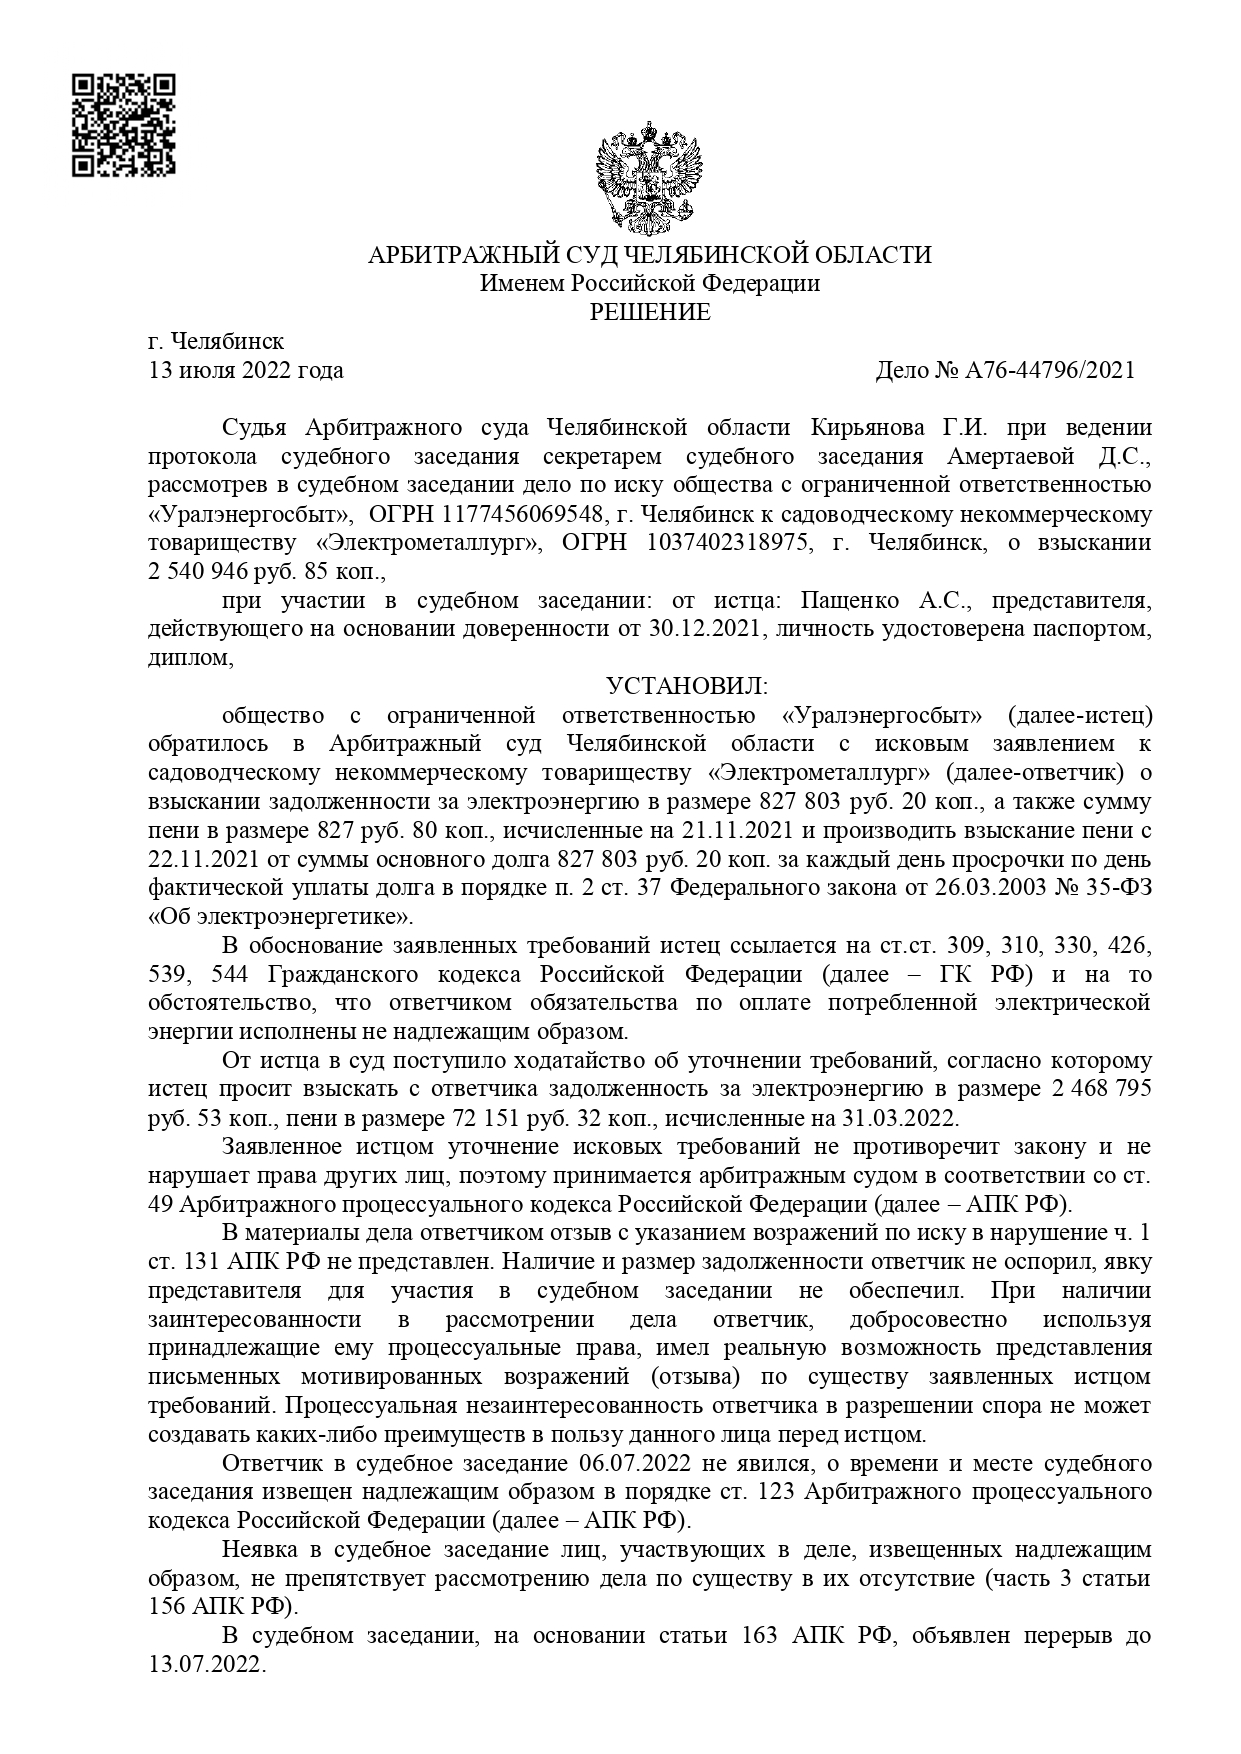 АРБИТРАЖНЫЙ СУД ЧЕЛЯБИНСКОЙ ОБЛАСТИ
Именем Российской Федерации
РЕШЕНИЕ
г. Челябинск
13 июля 2022 года Дело № А76-44796/2021
Судья Арбитражного суда Челябинской области Кирьянова Г.И. при ведении
протокола судебного заседания секретарем судебного заседания Амертаевой Д.С.,
рассмотрев в судебном заседании дело по иску общества с ограниченной ответственностью
«Уралэнергосбыт», ОГРН 1177456069548, г. Челябинск к садоводческому некоммерческому
товариществу «Электрометаллург», ОГРН 1037402318975, г. Челябинск, о взыскании
2 540 946 руб. 85 коп.,
при участии в судебном заседании: от истца: Пащенко А.С., представителя,
действующего на основании доверенности от 30.12.2021, личность удостоверена паспортом,
диплом,
УСТАНОВИЛ:
общество с ограниченной ответственностью «Уралэнергосбыт» (далее-истец)
обратилось в Арбитражный суд Челябинской области с исковым заявлением к
садоводческому некоммерческому товариществу «Электрометаллург» (далее-ответчик) о
взыскании задолженности за электроэнергию в размере 827 803 руб. 20 коп., а также сумму
пени в размере 827 руб. 80 коп., исчисленные на 21.11.2021 и производить взыскание пени с
22.11.2021 от суммы основного долга 827 803 руб. 20 коп. за каждый день просрочки по день
фактической уплаты долга в порядке п. 2 ст. 37 Федерального закона от 26.03.2003 № 35-ФЗ
«Об электроэнергетике».
В обоснование заявленных требований истец ссылается на ст.ст. 309, 310, 330, 426,
539, 544 Гражданского кодекса Российской Федерации (далее – ГК РФ) и на то
обстоятельство, что ответчиком обязательства по оплате потребленной электрической
энергии исполнены не надлежащим образом.
От истца в суд поступило ходатайство об уточнении требований, согласно которому
истец просит взыскать с ответчика задолженность за электроэнергию в размере 2 468 795
руб. 53 коп., пени в размере 72 151 руб. 32 коп., исчисленные на 31.03.2022.
Заявленное истцом уточнение исковых требований не противоречит закону и не
нарушает права других лиц, поэтому принимается арбитражным судом в соответствии со ст.
49 Арбитражного процессуального кодекса Российской Федерации (далее – АПК РФ).
В материалы дела ответчиком отзыв с указанием возражений по иску в нарушение ч. 1
ст. 131 АПК РФ не представлен. Наличие и размер задолженности ответчик не оспорил, явку
представителя для участия в судебном заседании не обеспечил. При наличии
заинтересованности в рассмотрении дела ответчик, добросовестно используя
принадлежащие ему процессуальные права, имел реальную возможность представления
письменных мотивированных возражений (отзыва) по существу заявленных истцом
требований. Процессуальная незаинтересованность ответчика в разрешении спора не может
создавать каких-либо преимуществ в пользу данного лица перед истцом.
Ответчик в судебное заседание 06.07.2022 не явился, о времени и месте судебного
заседания извещен надлежащим образом в порядке ст. 123 Арбитражного процессуального
кодекса Российской Федерации (далее – АПК РФ).
Неявка в судебное заседание лиц, участвующих в деле, извещенных надлежащим
образом, не препятствует рассмотрению дела по существу в их отсутствие (часть 3 статьи
156 АПК РФ).
В судебном заседании, на основании статьи 163 АПК РФ, объявлен перерыв до
13.07.2022.